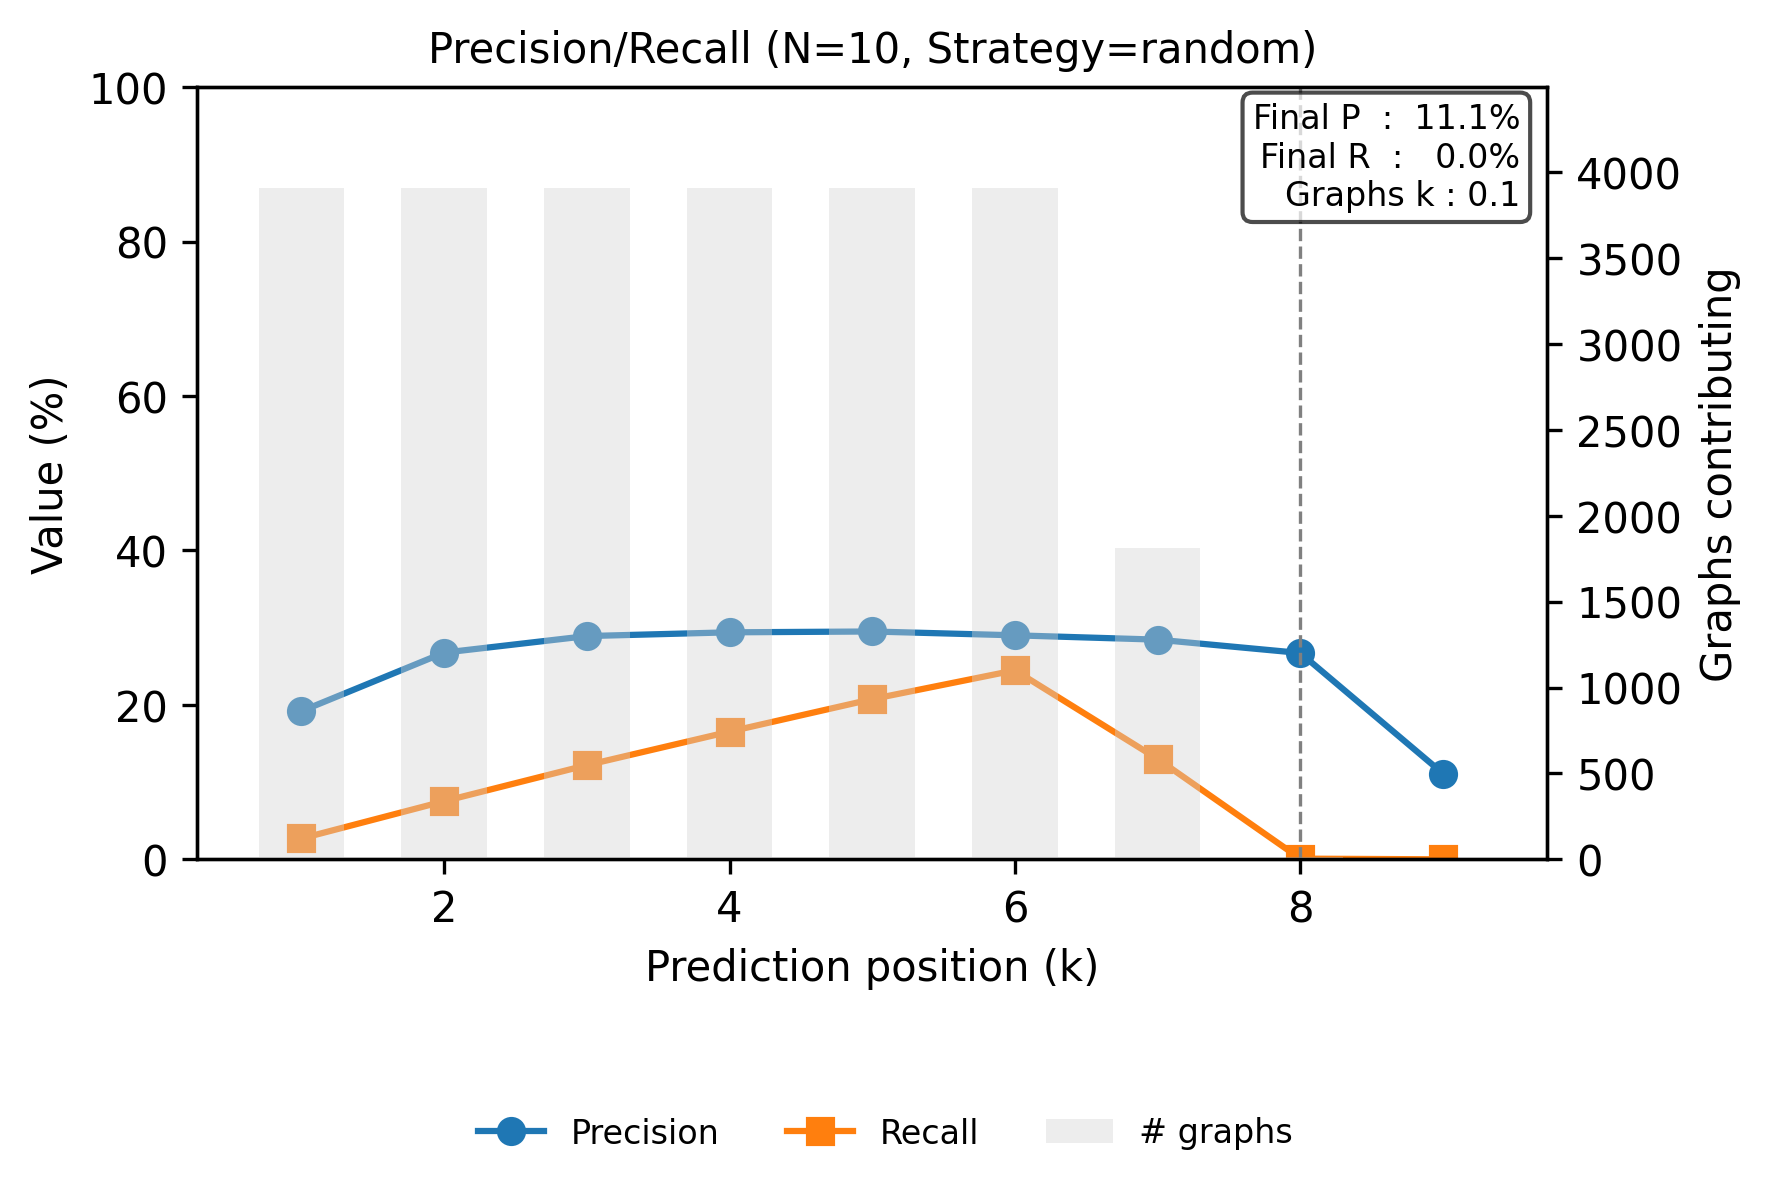 Precision/Recall (N=10, Strategy=random)
100
80
60
40
20
0
Value (%)
Final P  :  11.1%
Final R  :   0.0%
Graphs k : 0.1
4000
3500
3000
2500
2000
1500
1000
500
0
Graphs contributing
2 4 6 8
Prediction position (k)
Precision Recall # graphs